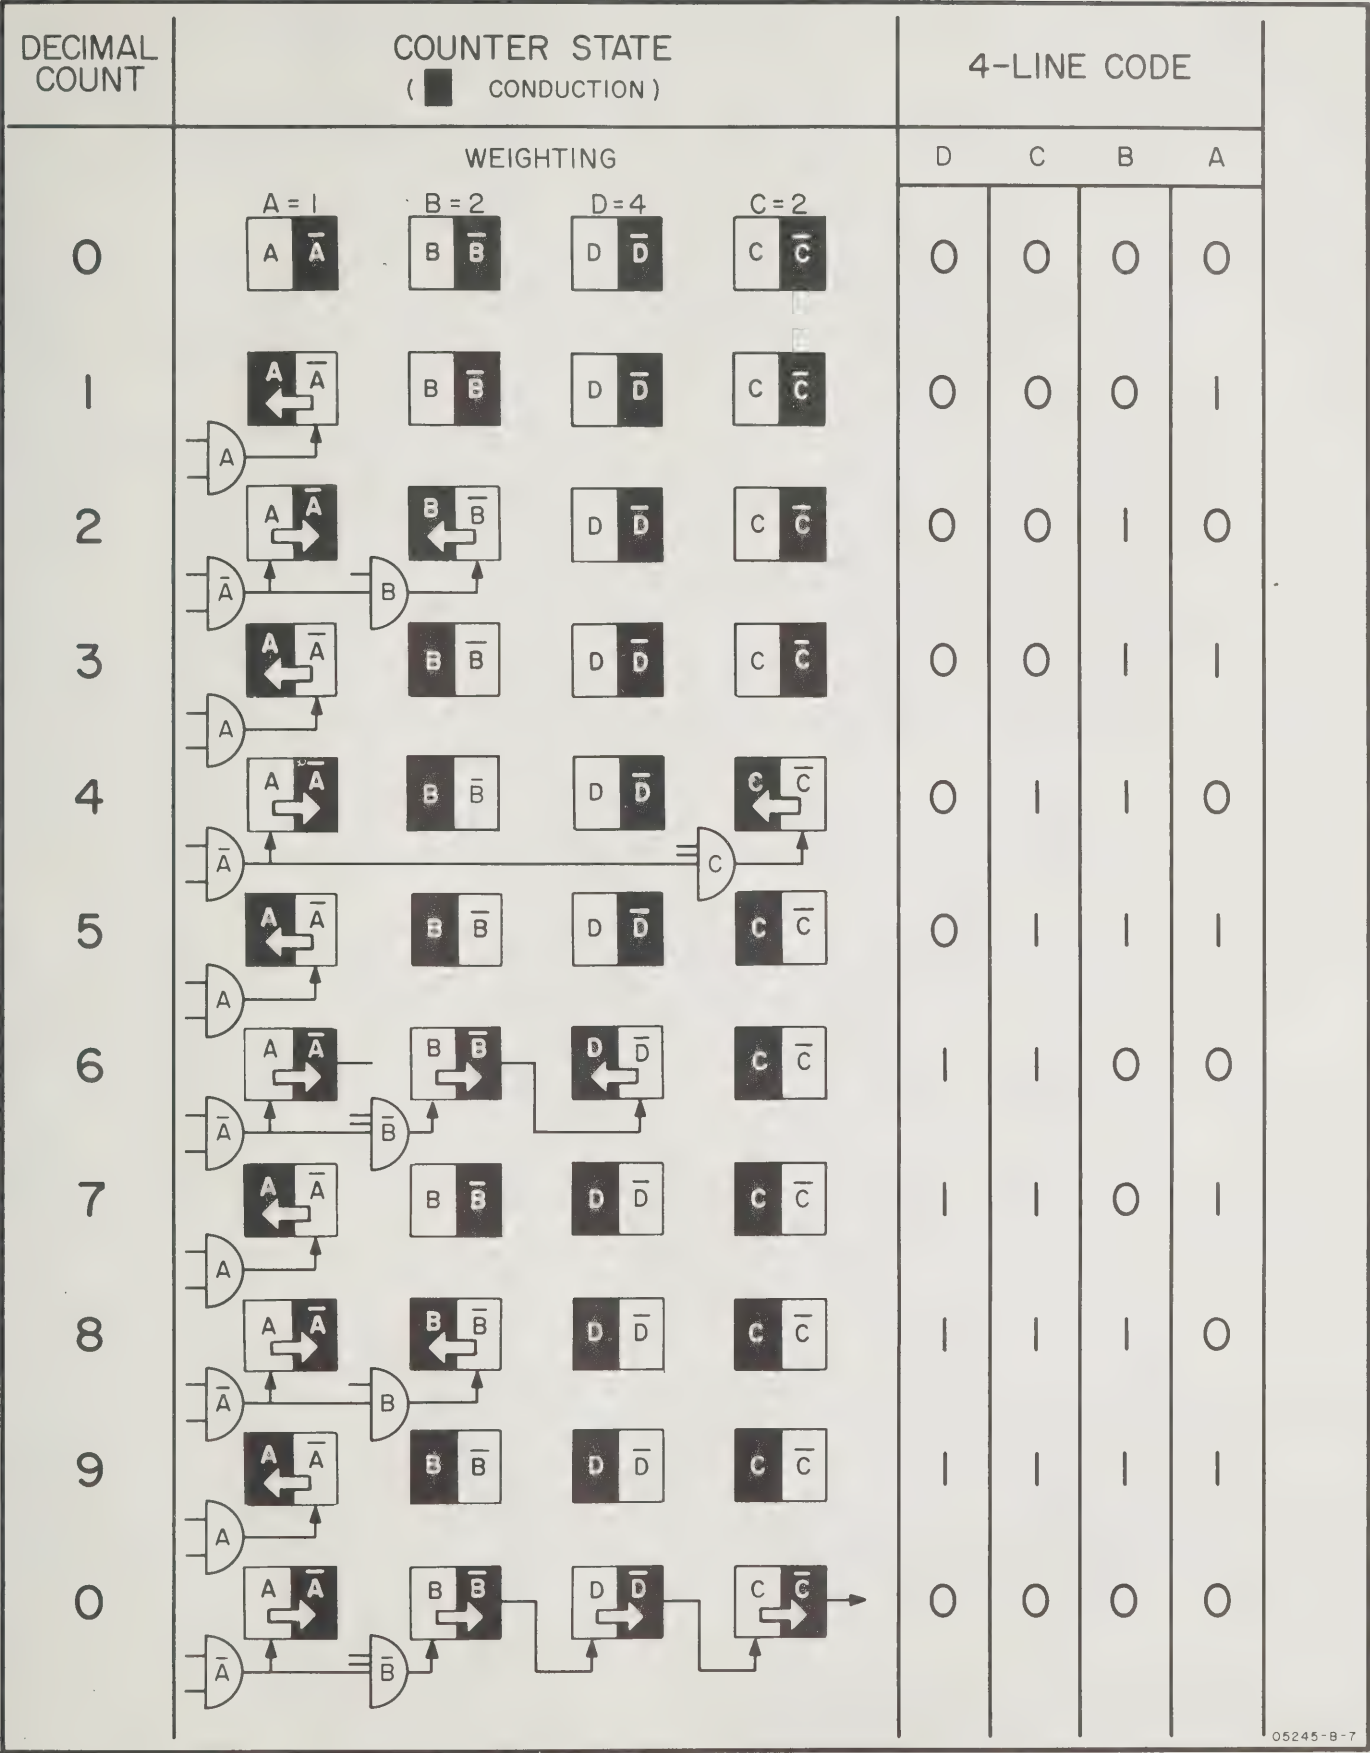 DECIMAL COUNT
COUNTER STATE
( CONDUCTION )
4-LINE CODE
WEIGHTING
D C B A
A = 1 B = 2 D = 4 C = 2
0 A A̅ B B̅ D D̅ C C̅ 0 0 0 0
1 A A̅ B B̅ D D̅ C C̅ 0 0 0 1
A
2 A A̅ B B̅ D D̅ C C̅ 0 0 1 0
A̅ B
3 A A̅ B B̅ D D̅ C C̅ 0 0 1 1
A
4 A A̅ B B̅ D D̅ C C̅ 0 1 1 0
A̅ C
5 A A̅ B B̅ D D̅ C C̅ 0 1 1 1
A
6 A A̅ B B̅ D D̅ C C̅ 1 1 0 0
A̅ B̅
7 A A̅ B B̅ D D̅ C C̅ 1 1 0 1
A
8 A A̅ B B̅ D D̅ C C̅ 1 1 1 0
A̅ B
9 A A̅ B B̅ D D̅ C C̅ 1 1 1 1
A
0 A A̅ B B̅ D D̅ C C̅ 0 0 0 0
A̅ B̅
05245-B-7